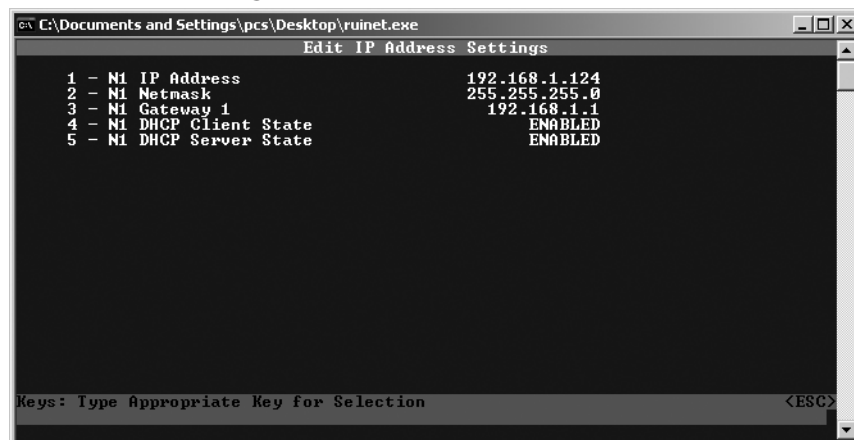 C:\Documents and Settings\pcs\Desktop\ruinet.exe
Edit IP Address Settings
1 - N1 IP Address 192.168.1.124
2 - N1 Netmask 255.255.255.0
3 - N1 Gateway 1 192.168.1.1
4 - N1 DHCP Client State ENABLED
5 - N1 DHCP Server State ENABLED
Keys: Type Appropriate Key for Selection <ESC>